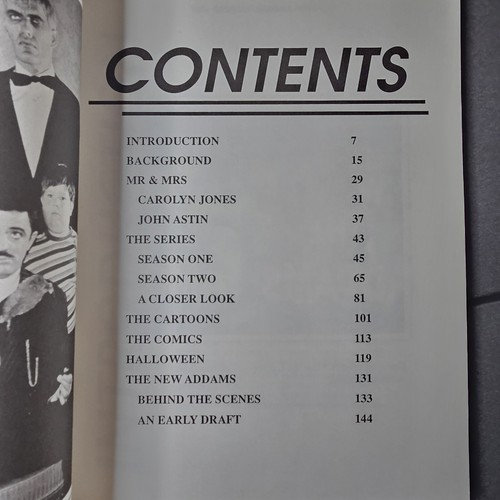 CONTENTS
INTRODUCTION 7
BACKGROUND 15
MR & MRS 29
CAROLYN JONES 31
JOHN ASTIN 37
THE SERIES 43
SEASON ONE 45
SEASON TWO 65
A CLOSER LOOK 81
THE CARTOONS 101
THE COMICS 113
HALLOWEEN 119
THE NEW ADDAMS 131
BEHIND THE SCENES 133
AN EARLY DRAFT 144